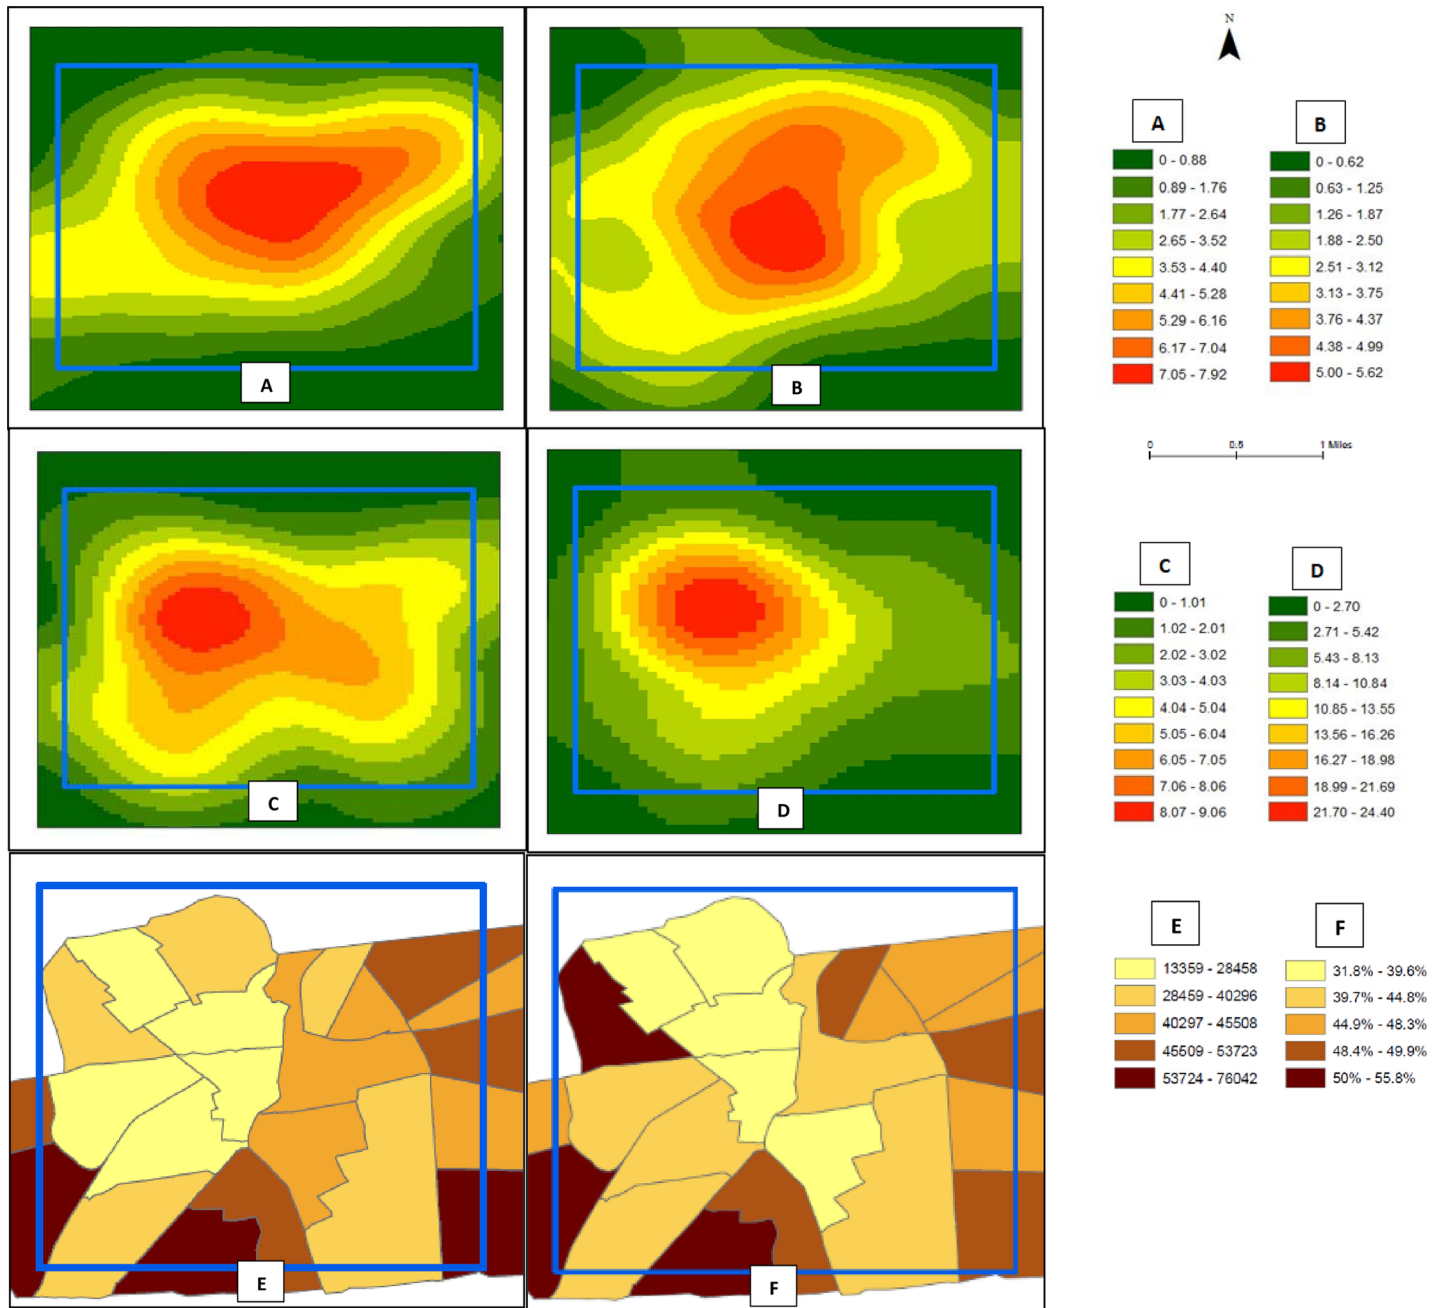 N
A B
0 - 0.88 0 - 0.62
0.89 - 1.76 0.63 - 1.25
1.77 - 2.64 1.26 - 1.87
2.65 - 3.52 1.88 - 2.50
3.53 - 4.40 2.51 - 3.12
4.41 - 5.28 3.13 - 3.75
5.29 - 6.16 3.76 - 4.37
6.17 - 7.04 4.38 - 4.99
7.05 - 7.92 5.00 - 5.62
A B
0 0.5 1 Miles
C D
0 - 1.01 0 - 2.70
1.02 - 2.01 2.71 - 5.42
2.02 - 3.02 5.43 - 8.13
3.03 - 4.03 8.14 - 10.84
4.04 - 5.04 10.85 - 13.55
5.05 - 6.04 13.56 - 16.26
6.05 - 7.05 16.27 - 18.98
7.06 - 8.06 18.99 - 21.69
8.07 - 9.06 21.70 - 24.40
C D
E F
13359 - 28458 31.8% - 39.6%
28459 - 40296 39.7% - 44.8%
40297 - 45508 44.9% - 48.3%
45509 - 53723 48.4% - 49.9%
53724 - 76042 50% - 55.8%
E F